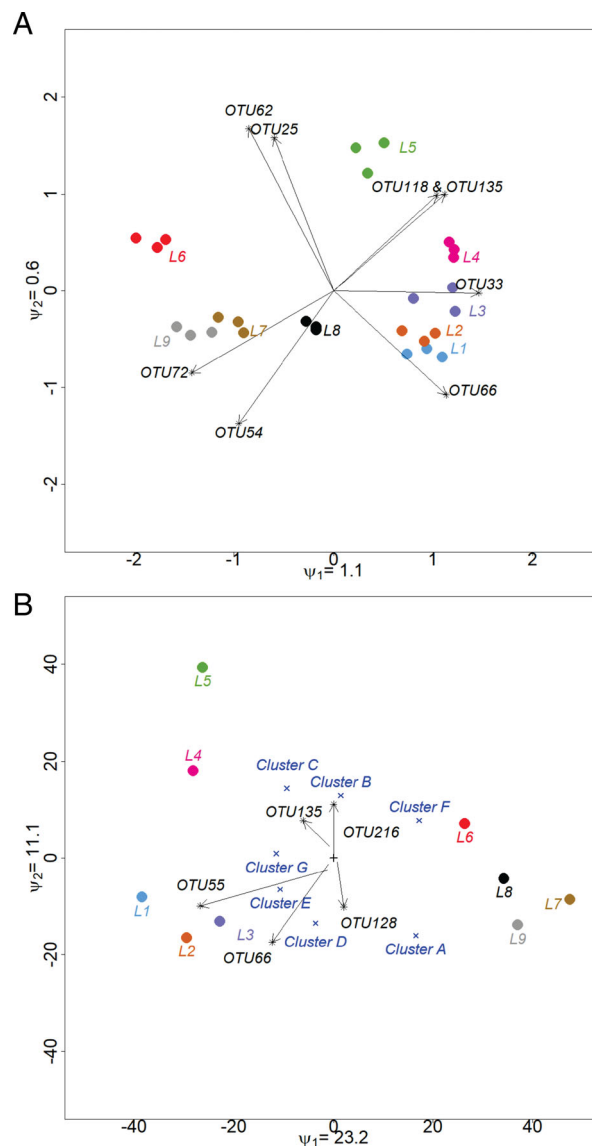 A
2
1
0
-1
-2
ψ2= 0.6
OTU62
OTU25
L5
OTU118 & OTU135
L6
L4
OTU33
L3
L9
L7
L8
L2
L1
OTU72
OTU66
OTU54
-2 -1 0 1 2
ψ1= 1.1
B
40
20
0
-20
-40
ψ2= 11.1
L5
L4
Cluster C
Cluster B
OTU135
Cluster F
OTU216
L6
Cluster G
OTU55
L8
Cluster E
L1
L7
OTU128
L3
L9
L2
Cluster D
Cluster A
OTU66
-40 -20 0 20 40
ψ1= 23.2